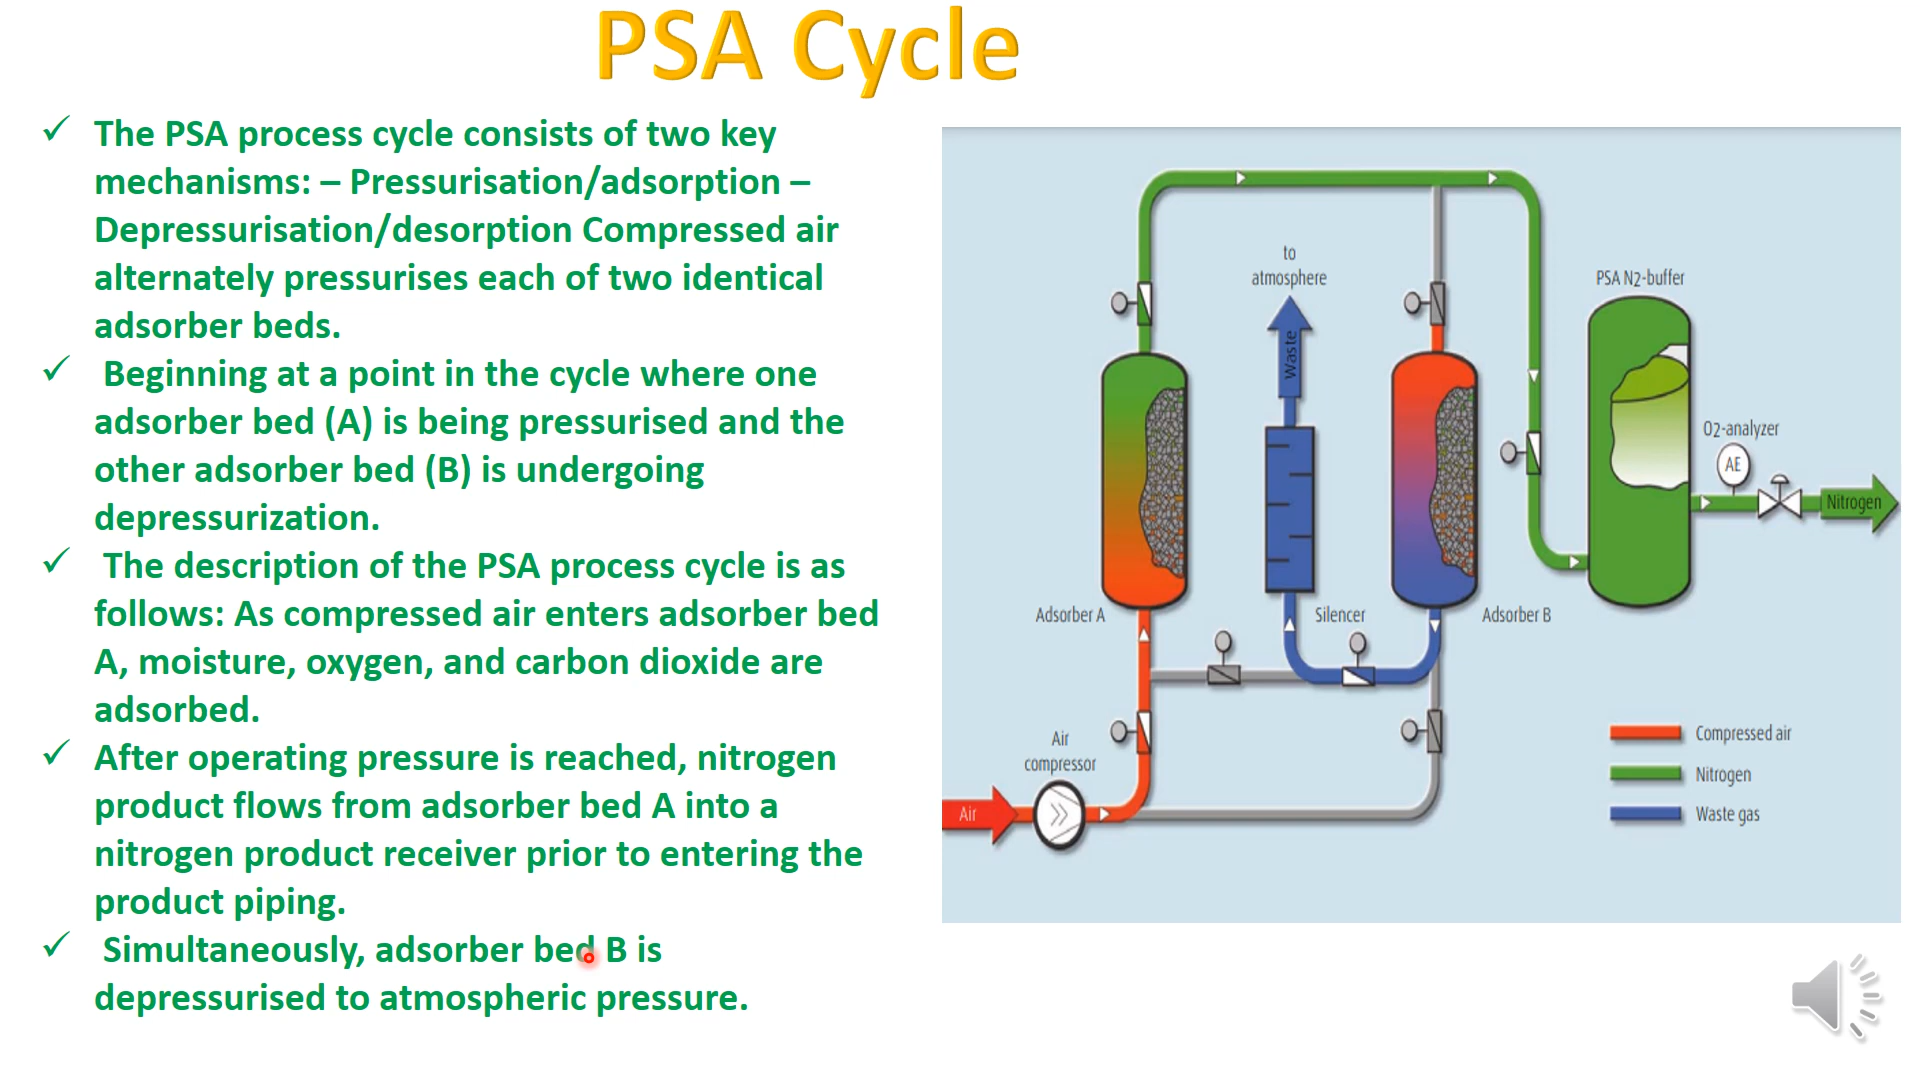 PSA Cycle
✓ The PSA process cycle consists of two key
mechanisms: – Pressurisation/adsorption –
Depressurisation/desorption Compressed air
alternately pressurises each of two identical
adsorber beds.
✓ Beginning at a point in the cycle where one
adsorber bed (A) is being pressurised and the
other adsorber bed (B) is undergoing
depressurization.
✓ The description of the PSA process cycle is as
follows: As compressed air enters adsorber bed
A, moisture, oxygen, and carbon dioxide are
adsorbed.
✓ After operating pressure is reached, nitrogen
product flows from adsorber bed A into a
nitrogen product receiver prior to entering the
product piping.
✓ Simultaneously, adsorber bed B is
depressurised to atmospheric pressure.
to
atmosphere
Waste
PSA N2-buffer
O2-analyzer
AE
Nitrogen
Adsorber A
Silencer
Adsorber B
Air
compressor
Air
Compressed air
Nitrogen
Waste gas